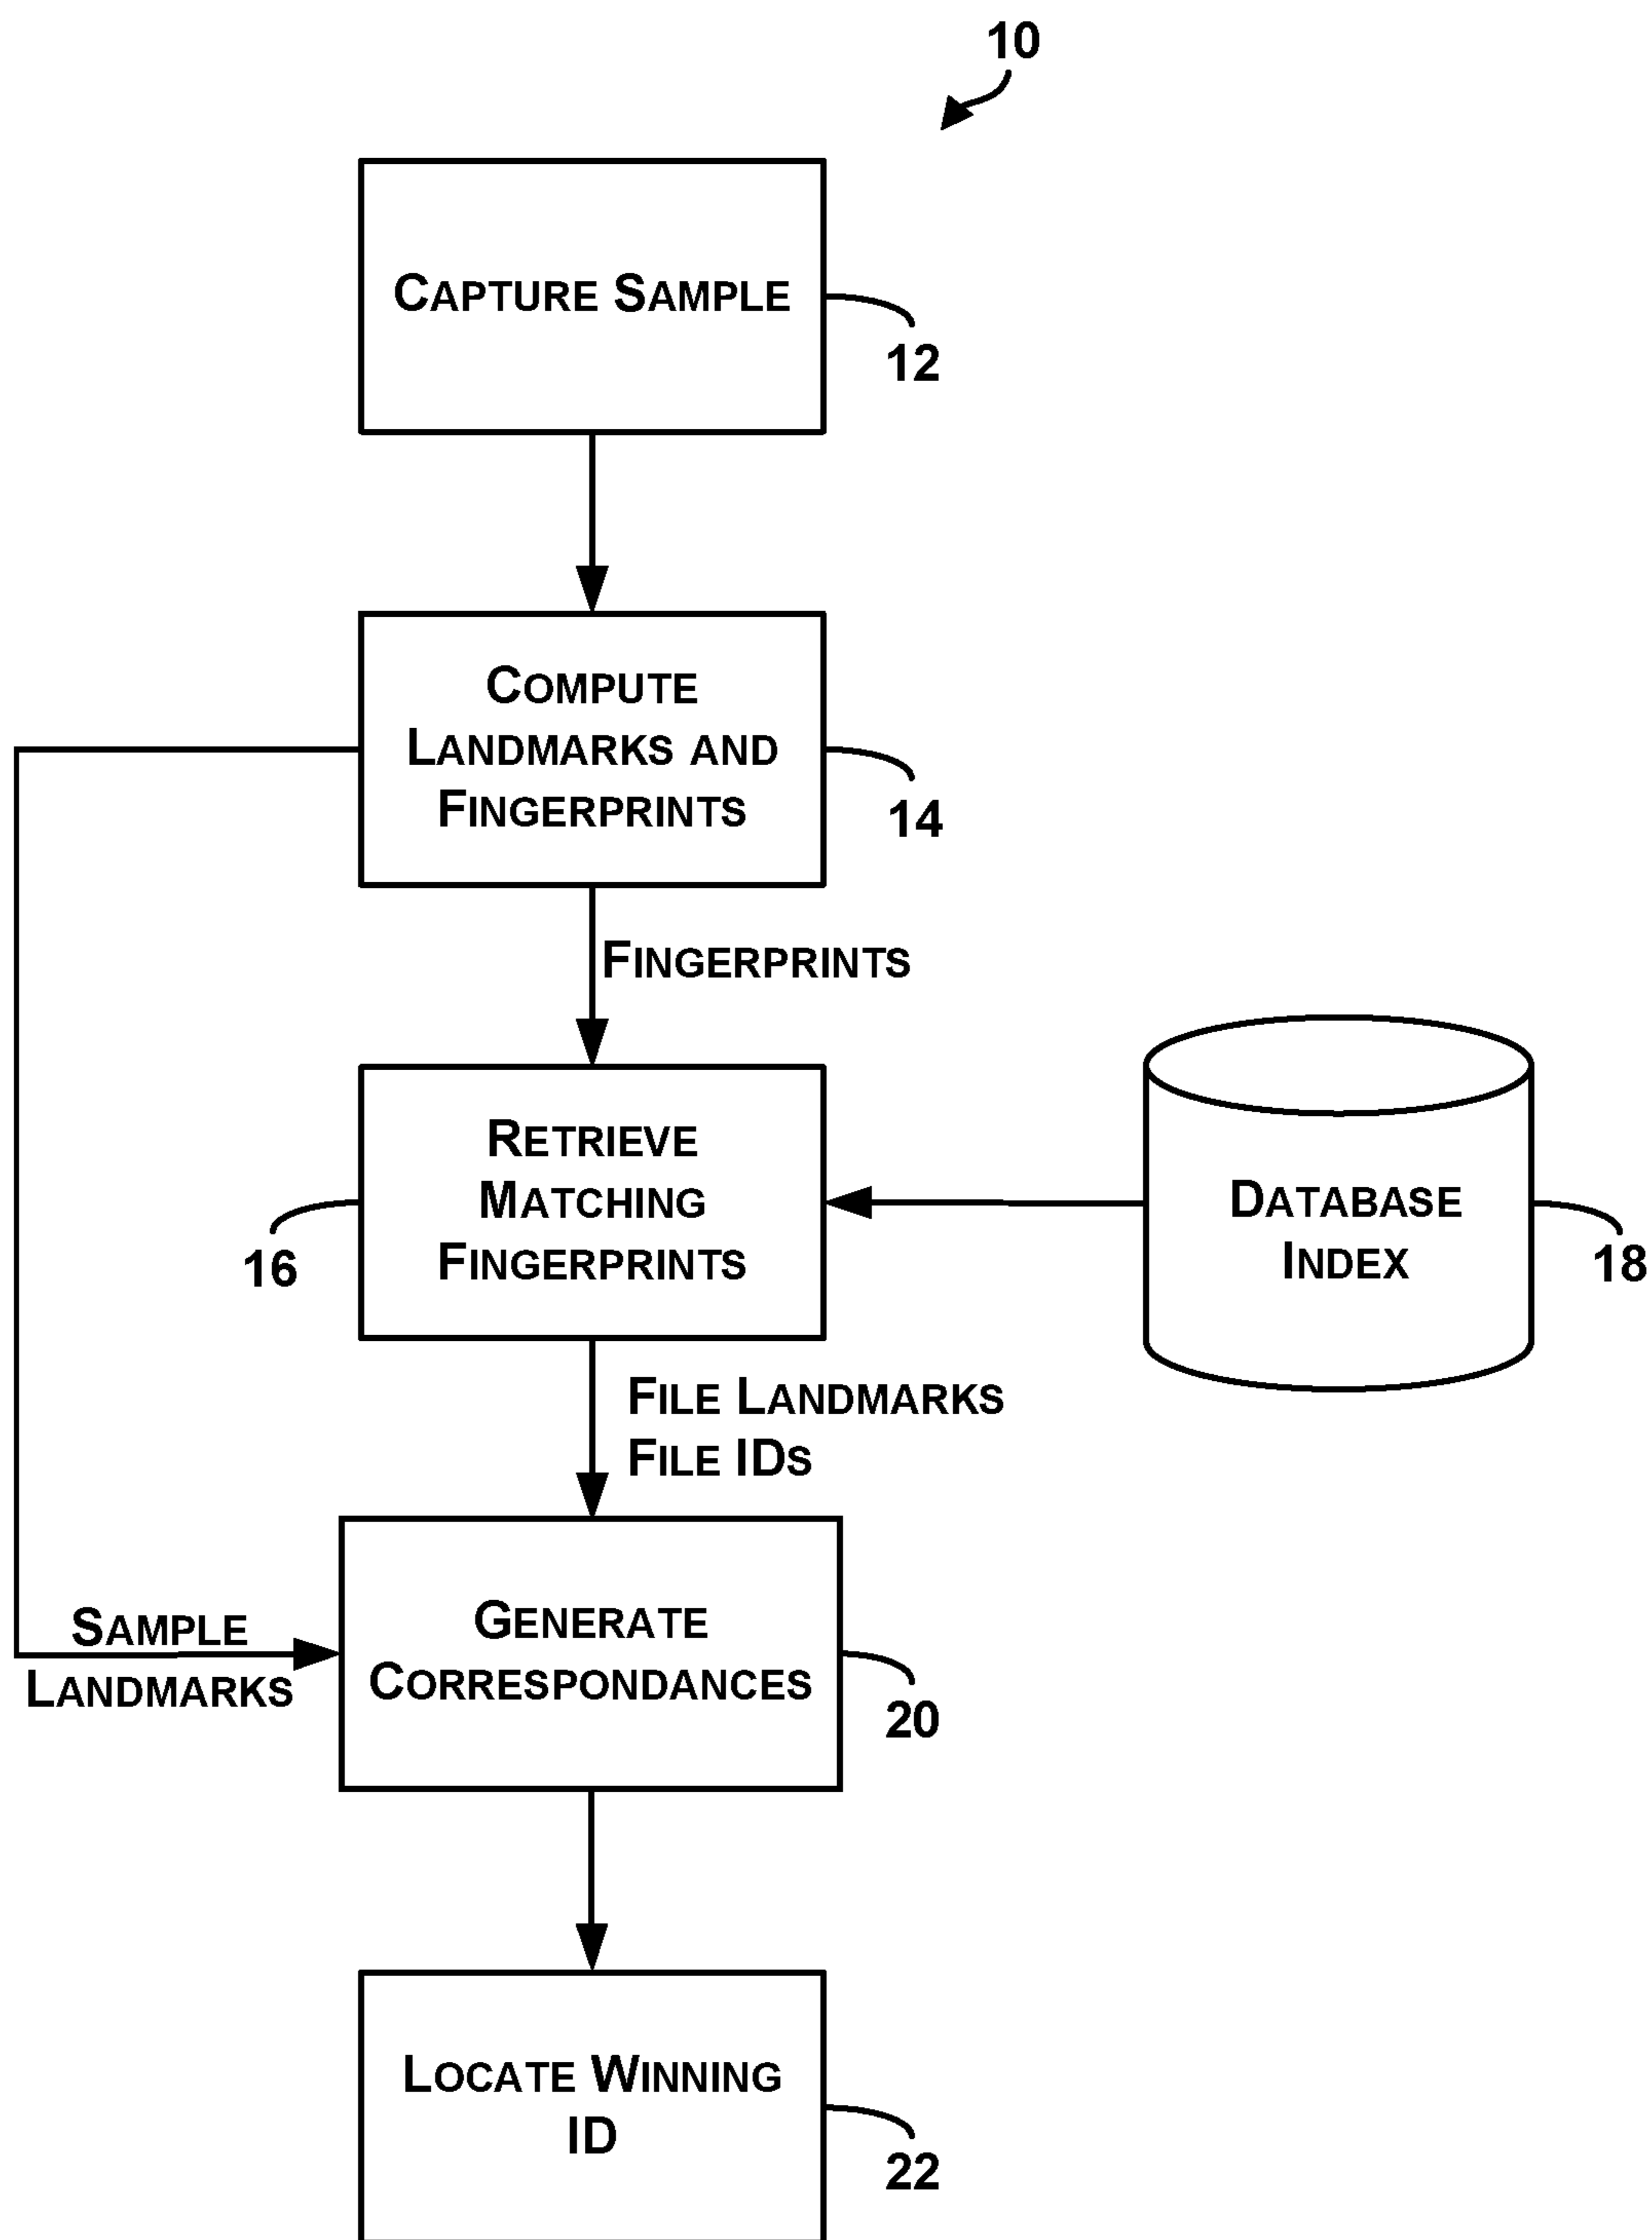 10
CAPTURE SAMPLE
12
COMPUTE
LANDMARKS AND
FINGERPRINTS
14
FINGERPRINTS
RETRIEVE
MATCHING
FINGERPRINTS
16
DATABASE
INDEX
18
FILE LANDMARKS
FILE IDS
SAMPLE
LANDMARKS
GENERATE
CORRESPONDANCES
20
LOCATE WINNING
ID
22